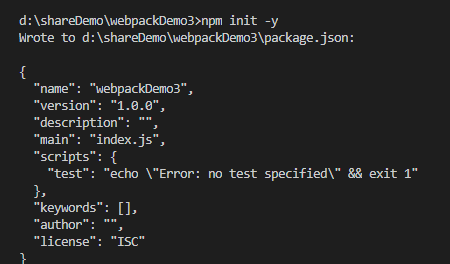 d:\shareDemo\webpackDemo3>npm init -y
Wrote to d:\shareDemo\webpackDemo3\package.json:
{
  "name": "webpackDemo3",
  "version": "1.0.0",
  "description": "",
  "main": "index.js",
  "scripts": {
    "test": "echo \"Error: no test specified\" && exit 1"
  },
  "keywords": [],
  "author": "",
  "license": "ISC"
}